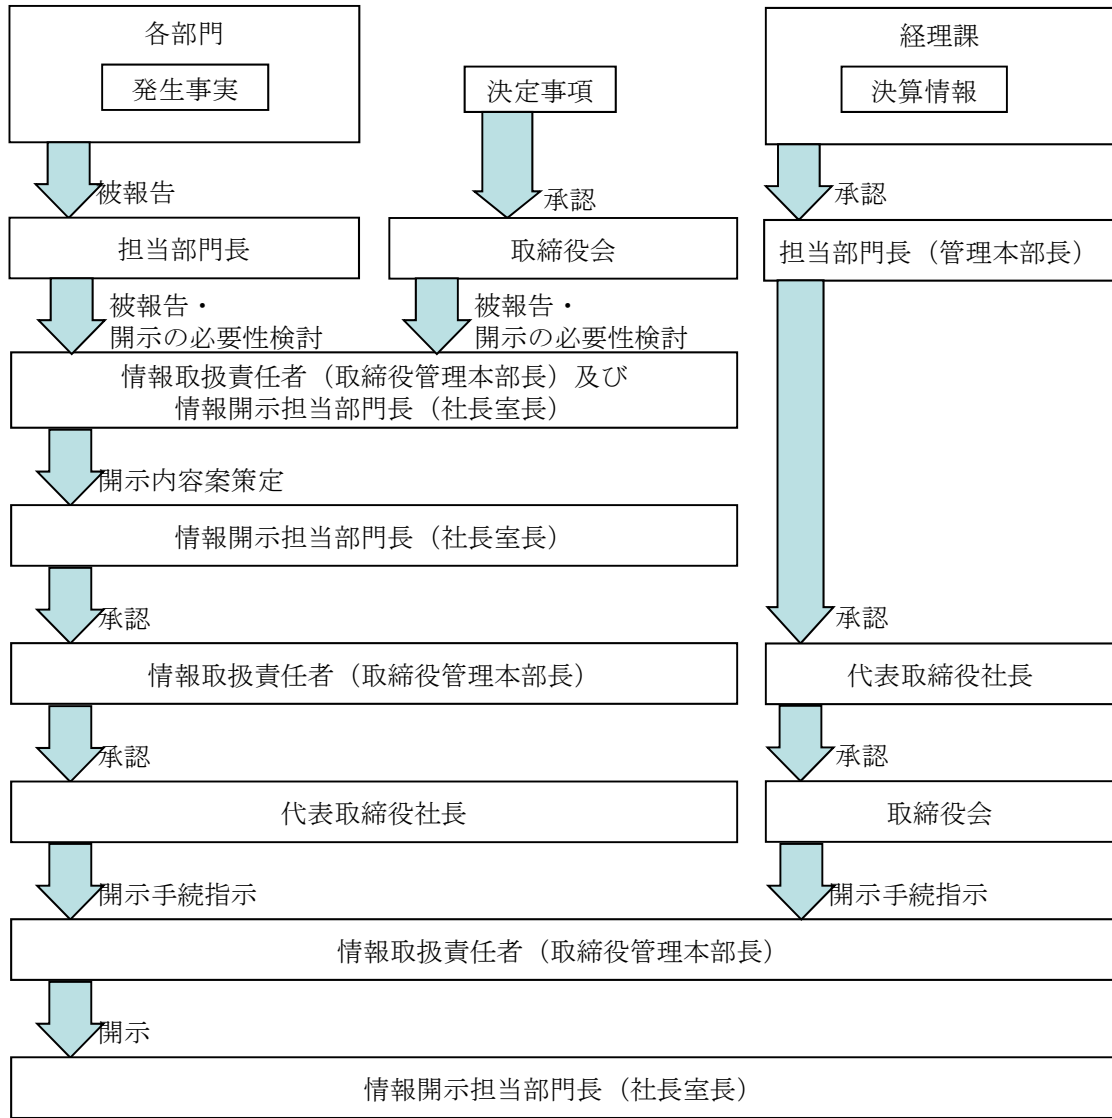 各部門
発生事実
決定事項
経理課
決算情報
被報告
承認
承認
担当部門長
取締役会
担当部門長（管理本部長）
被報告・
開示の必要性検討
被報告・
開示の必要性検討
情報取扱責任者（取締役管理本部長）及び
情報開示担当部門長（社長室長）
開示内容案策定
情報開示担当部門長（社長室長）
承認
承認
情報取扱責任者（取締役管理本部長）
代表取締役社長
承認
承認
代表取締役社長
取締役会
開示手続指示
開示手続指示
情報取扱責任者（取締役管理本部長）
開示
情報開示担当部門長（社長室長）